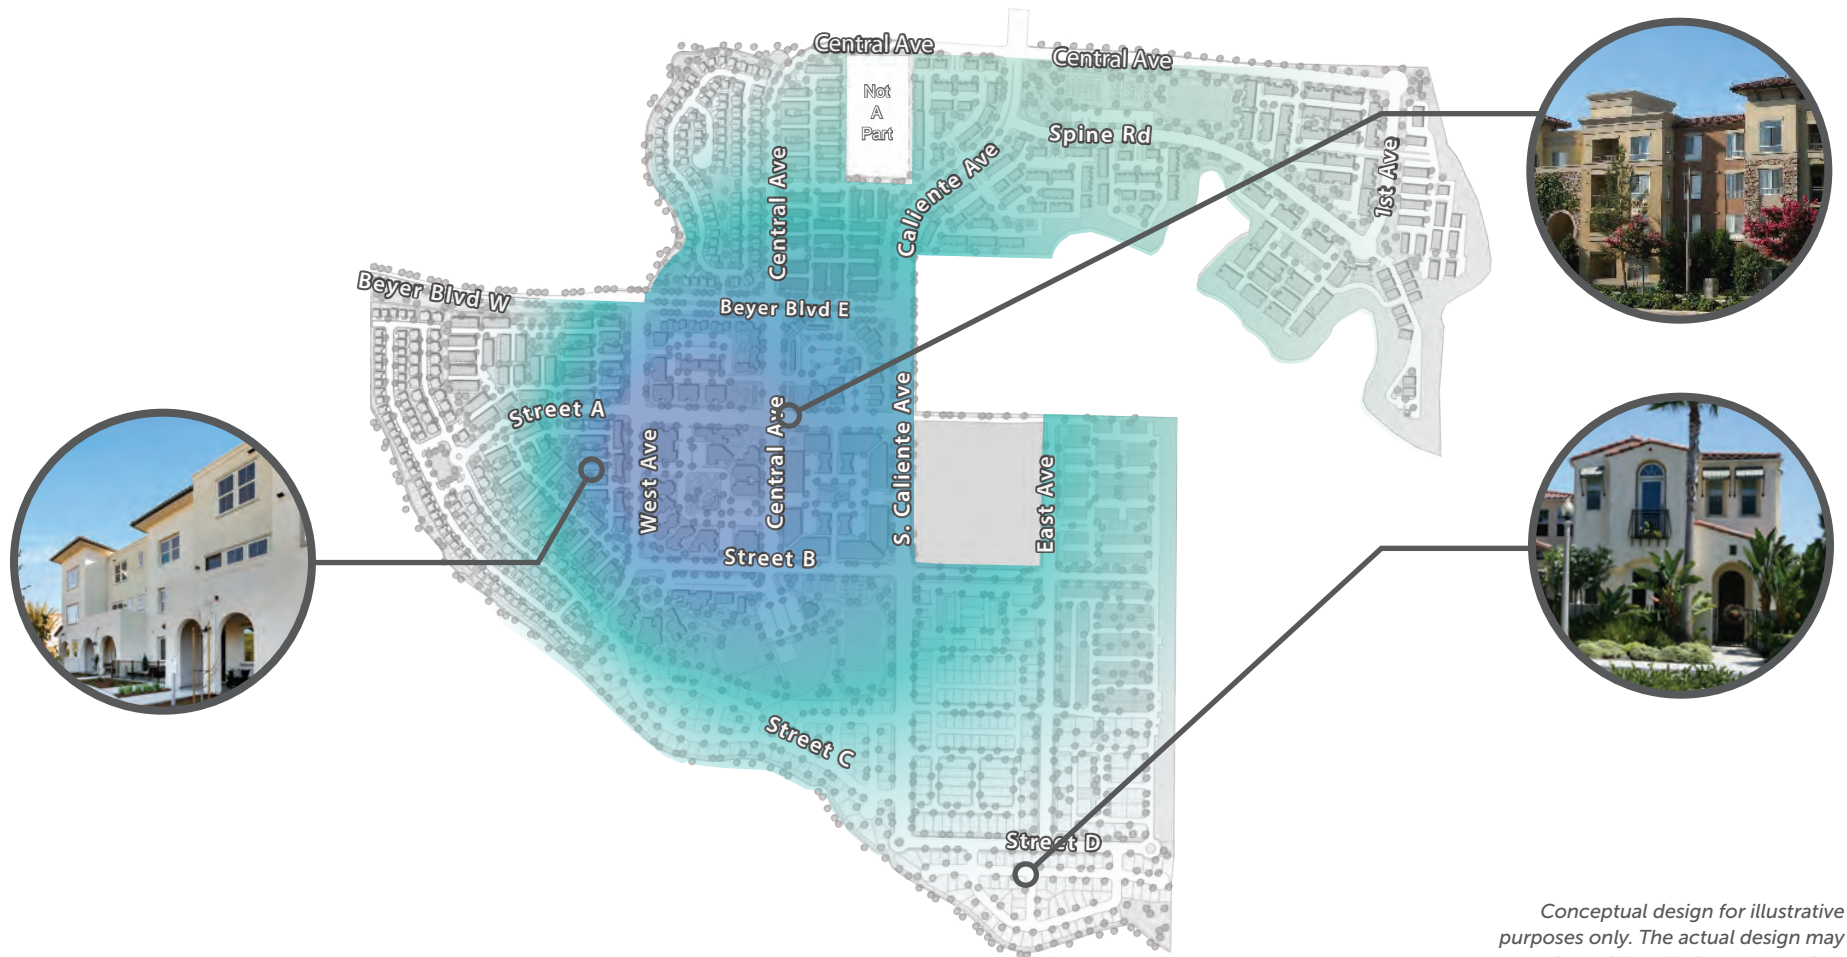 Central Ave
Central Ave
Not
A
Part
Spine Rd
Central Ave
Caliente Ave
1st Ave
Beyer Blvd W
Beyer Blvd E
Street A
West Ave
Central Ave
S. Caliente Ave
East Ave
Street B
Street C
Street D
Conceptual design for illustrative
purposes only. The actual design may